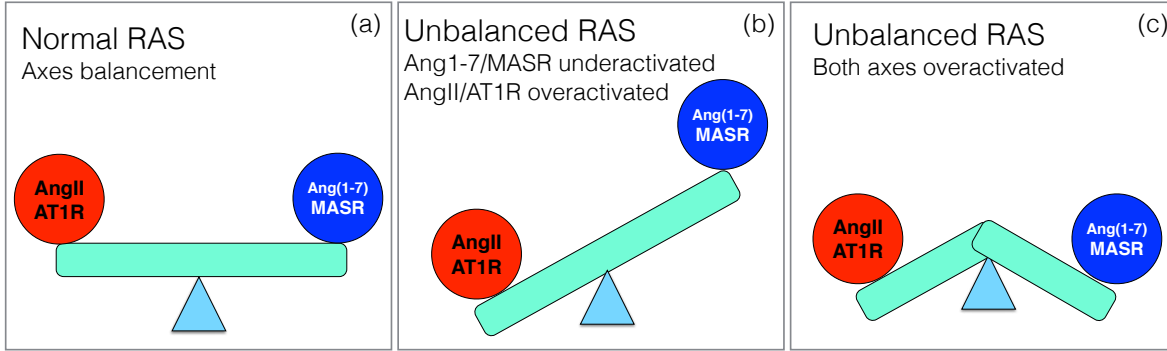 (a)
Normal RAS
Axes balancement
AngII
AT1R
Ang(1-7)
MASR
(b)
Unbalanced RAS
Ang1-7/MASR underactivated
AngII/AT1R overactivated
Ang(1-7)
MASR
AngII
AT1R
(c)
Unbalanced RAS
Both axes overactivated
AngII
AT1R
Ang(1-7)
MASR